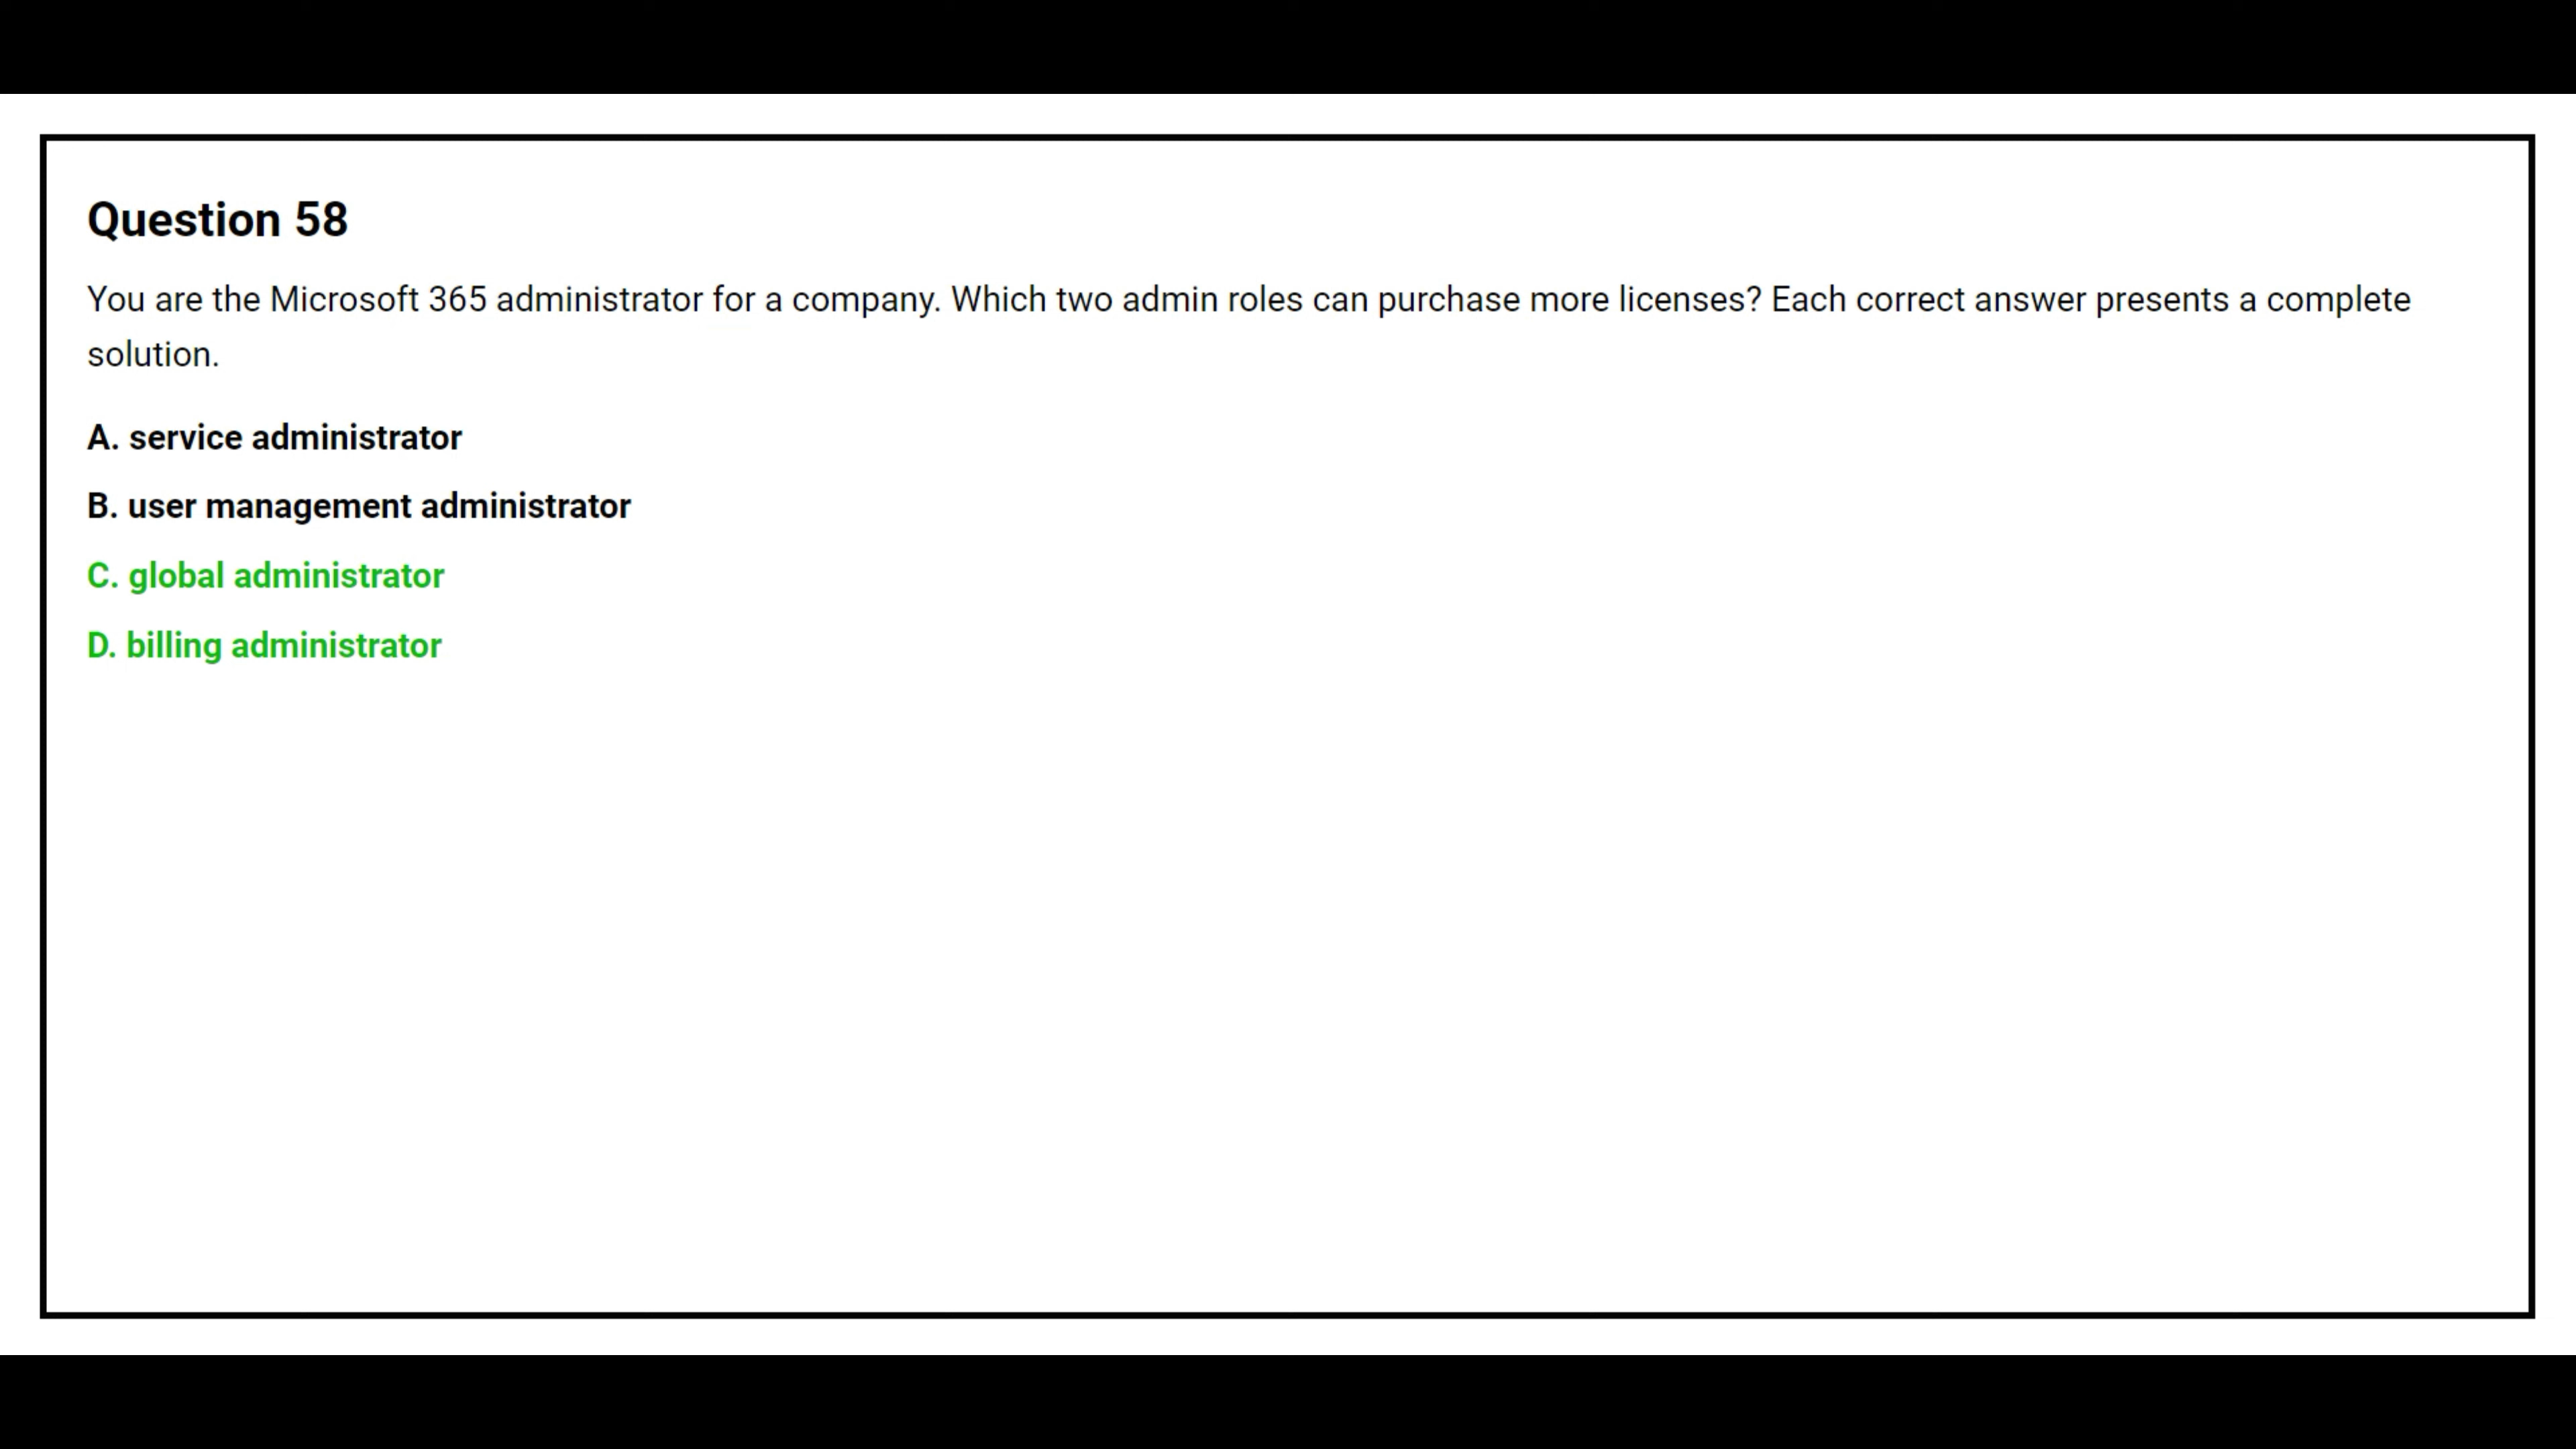 Question 58
You are the Microsoft 365 administrator for a company. Which two admin roles can purchase more licenses? Each correct answer presents a complete
solution.
A. service administrator
B. user management administrator
C. global administrator
D. billing administrator